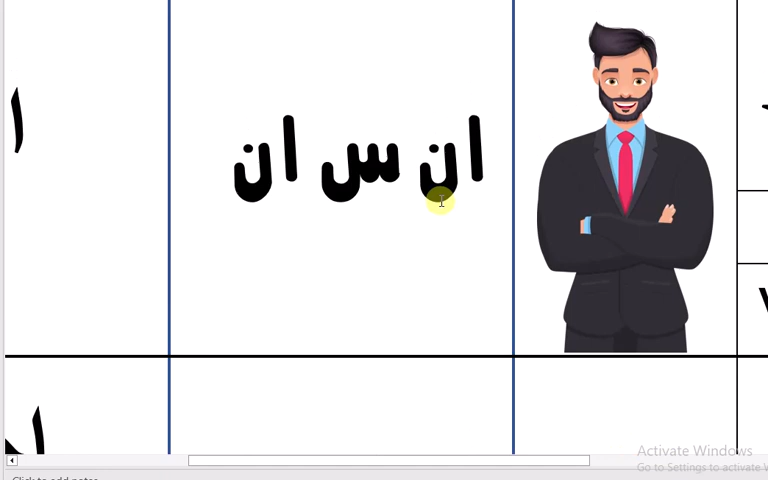 ان س ان
ا
Activate Windows
Go to Settings to activate